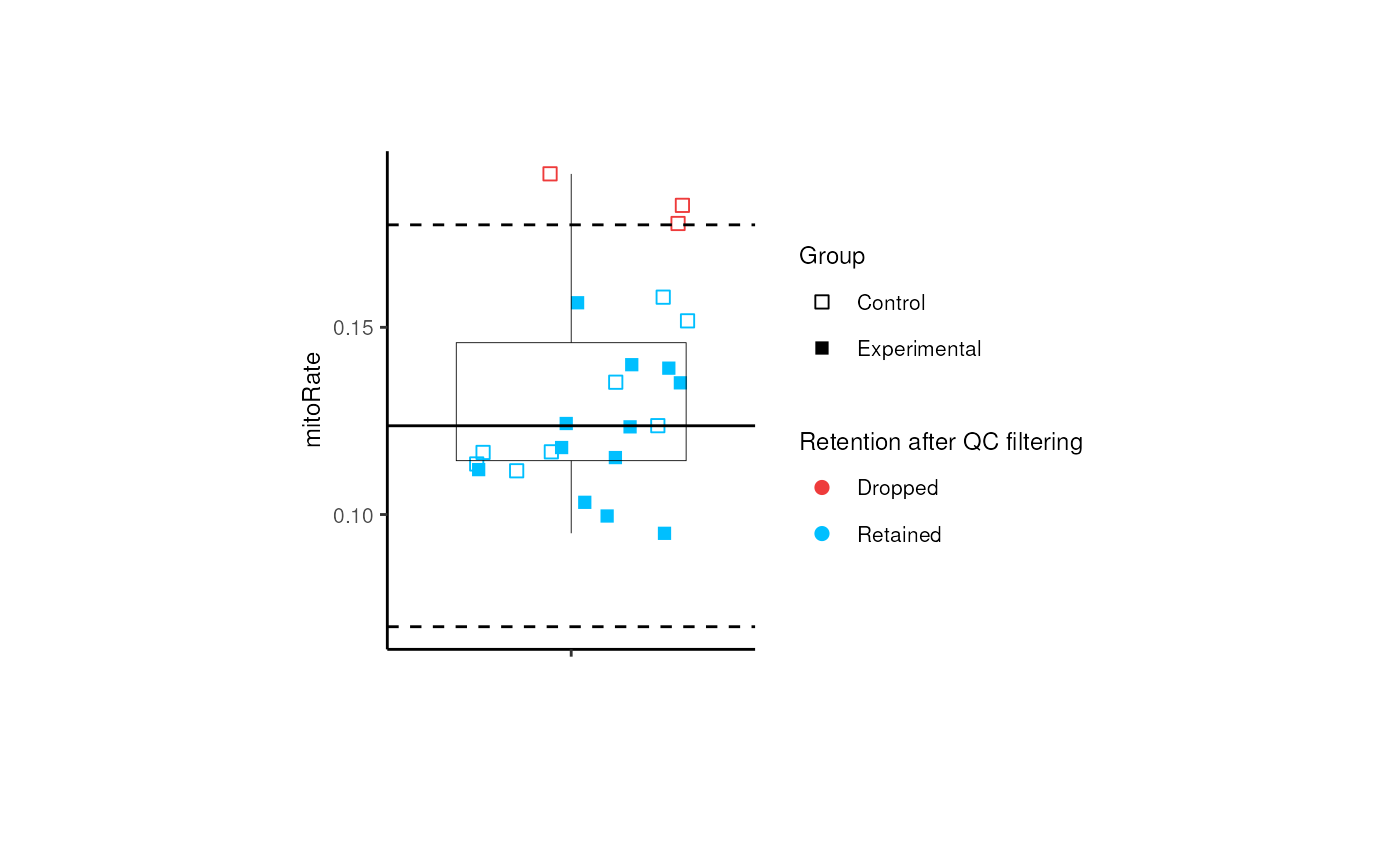 mitoRate
0.15
0.10
Group
Control
Experimental
Retention after QC filtering
Dropped
Retained